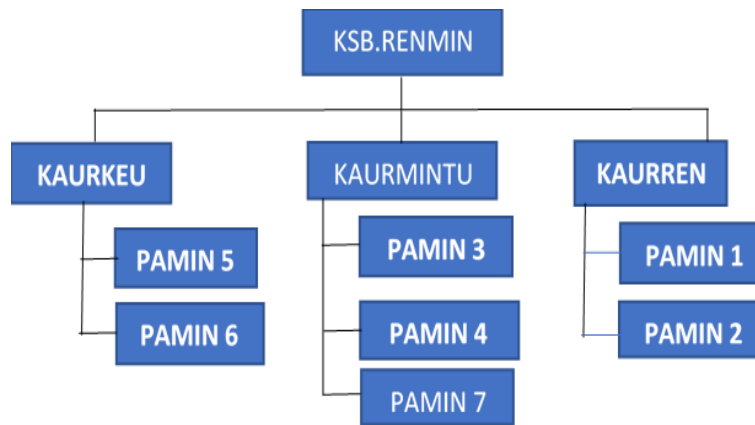 KSB.RENMIN
KAURKEU
KAURMINTU
KAURREN
PAMIN 5
PAMIN 3
PAMIN 1
PAMIN 6
PAMIN 4
PAMIN 2
PAMIN 7